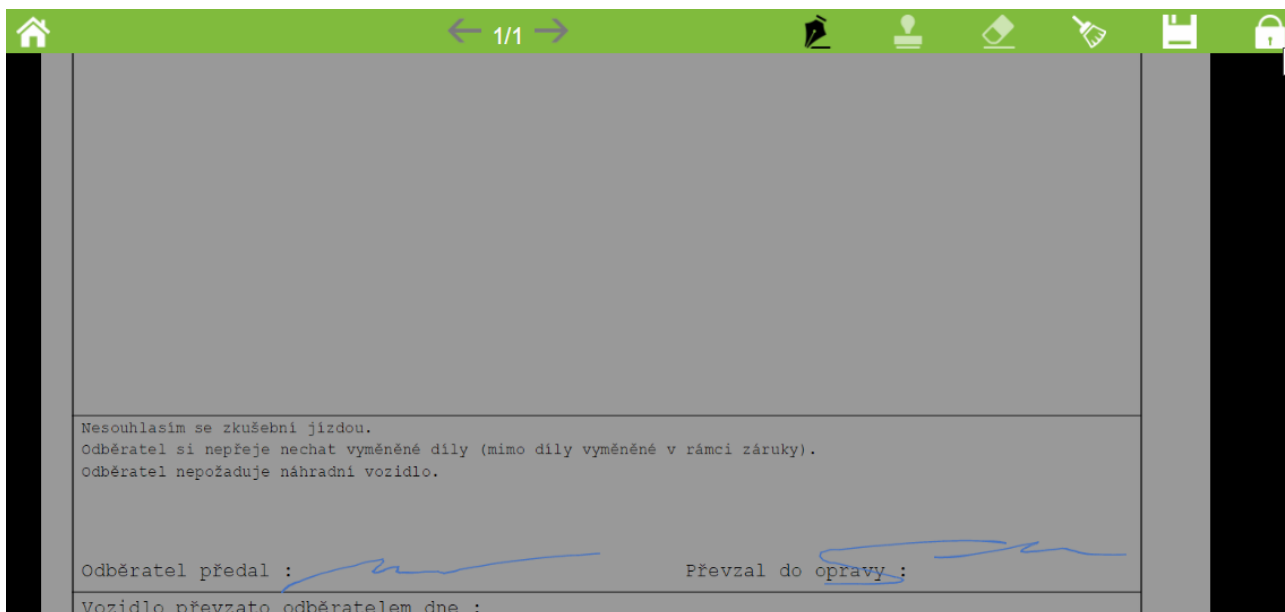 1/1
Nesouhlasím se zkušební jízdou.
Odběratel si nepřeje nechat vyměněné díly (mimo díly vyměněné v rámci záruky).
Odběratel nepožaduje náhradní vozidlo.
Odběratel předal : Převzal do opravy :
Vozidlo převzato odběratelem dne :